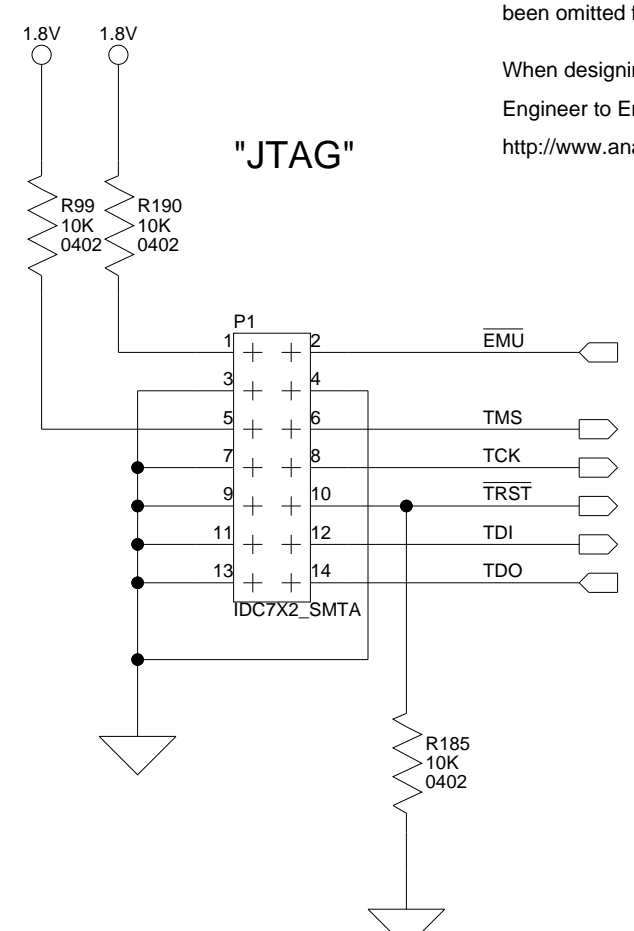 been omitted
When designi
Engineer to E
http://www.ana
1.8V
1.8V
"JTAG"
R99
10K
0402
R190
10K
0402
P1
1
2
EMU
3
4
5
6
TMS
7
8
TCK
9
10
TRST
11
12
TDI
13
14
TDO
IDC7X2_SMTA
R185
10K
0402